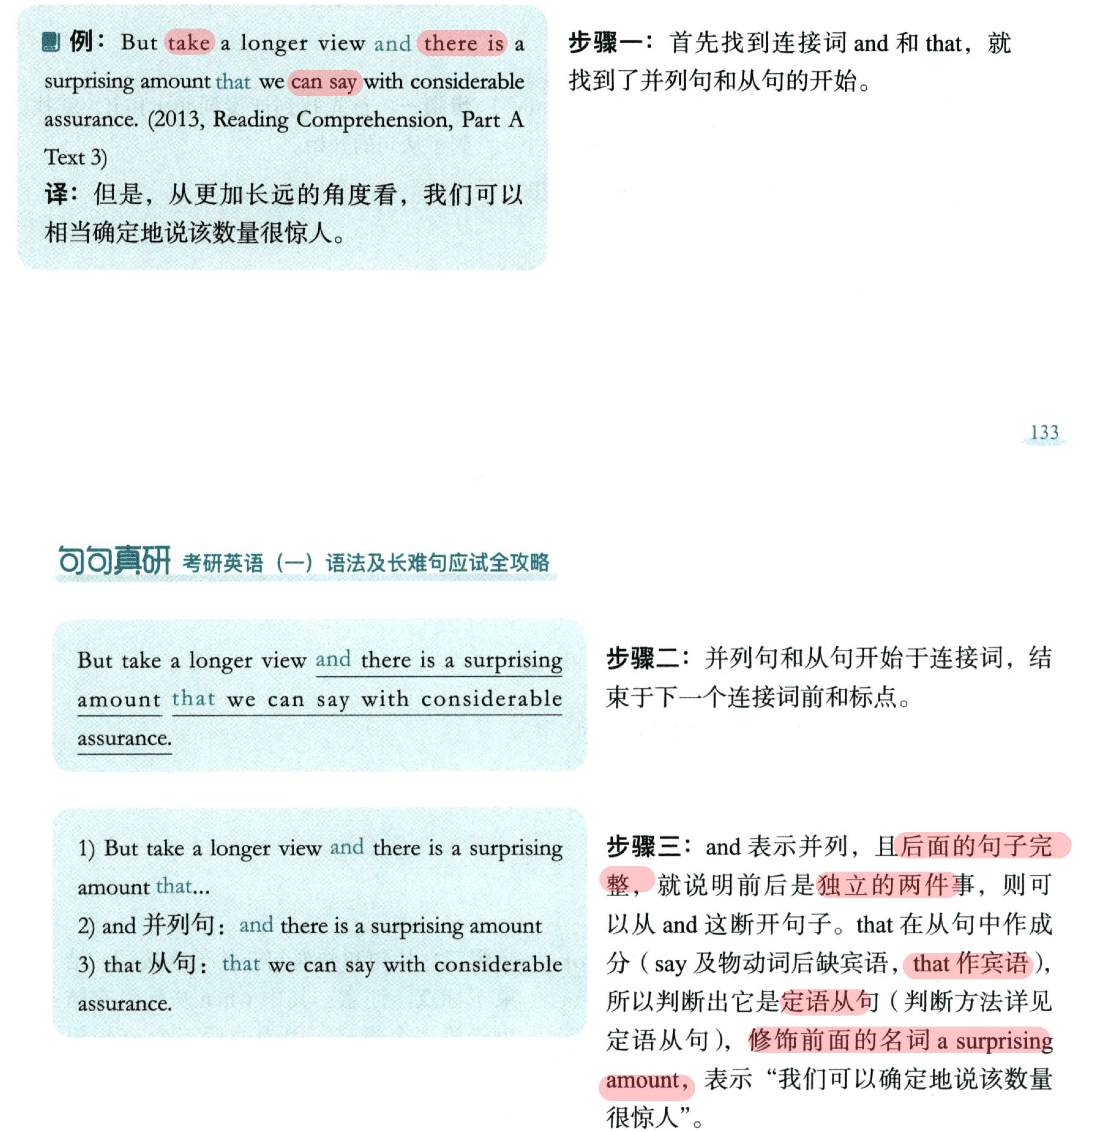 例：But take a longer view and there is a
surprising amount that we can say with considerable
assurance. (2013, Reading Comprehension, Part A
Text 3)
译：但是，从更加长远的角度看，我们可以
相当确定地说该数量很惊人。
步骤一：首先找到连接词 and 和 that，就
找到了并列句和从句的开始。
133
句句真研 考研英语（一）语法及长难句应试全攻略
But take a longer view and there is a surprising
amount that we can say with considerable
assurance.
步骤二：并列句和从句开始于连接词，结
束于下一个连接词前和标点。
1) But take a longer view and there is a surprising
amount that...
2) and 并列句：and there is a surprising amount
3) that 从句：that we can say with considerable
assurance.
步骤三：and 表示并列，且后面的句子完
整，就说明前后是独立的两件事，则可
以从 and 这断开句子。that 在从句中作成
分（say 及物动词后缺宾语，that 作宾语），
所以判断出它是定语从句（判断方法详见
定语从句），修饰前面的名词 a surprising
amount，表示“我们可以确定地说该数量
很惊人”。